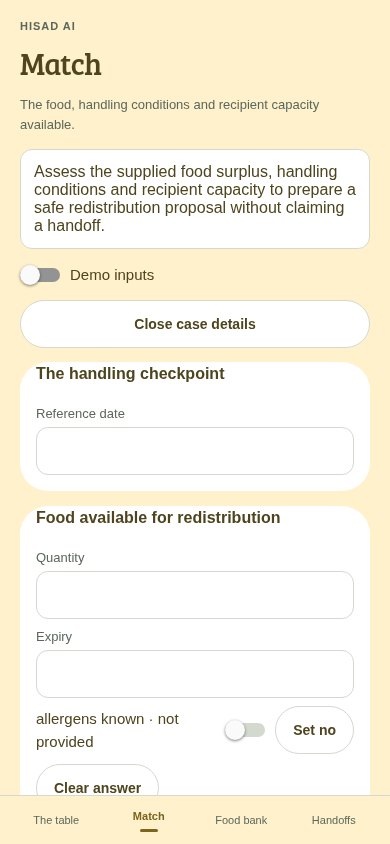 HISAD AI
Match
The food, handling conditions and recipient capacity
available.
Assess the supplied food surplus, handling
conditions and recipient capacity to prepare a
safe redistribution proposal without claiming
a handoff.
Demo inputs
Close case details
The handling checkpoint
Reference date
Food available for redistribution
Quantity
Expiry
allergens known · not
provided
Set no
Clear answer
The table
Match
Food bank
Handoffs